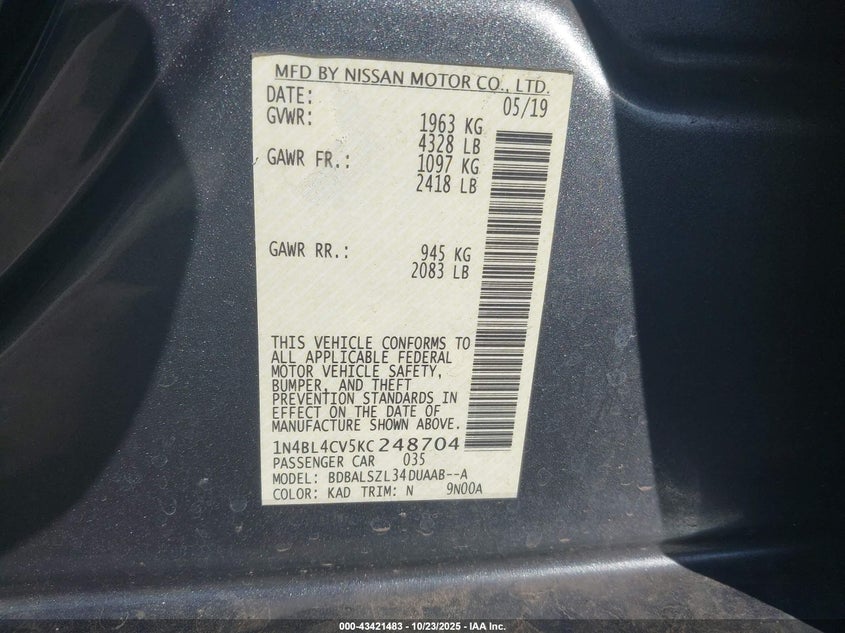 MFD BY NISSAN MOTOR CO., LTD.
DATE: 05/19
GVWR: 1963 KG
4328 LB
GAWR FR.: 1097 KG
2418 LB
GAWR RR.: 945 KG
2083 LB
THIS VEHICLE CONFORMS TO
ALL APPLICABLE FEDERAL
MOTOR VEHICLE SAFETY,
BUMPER, AND THEFT
PREVENTION STANDARDS IN
EFFECT ON THE DATE OF
MANUFACTURE SHOWN ABOVE.
1N4BL4CV5KC248704
PASSENGER CAR 035
MODEL: BDBALSZL34DUAAB--A
COLOR: KAD TRIM: N 9N00A
000-43421483 - 10/23/2025 - IAA Inc.